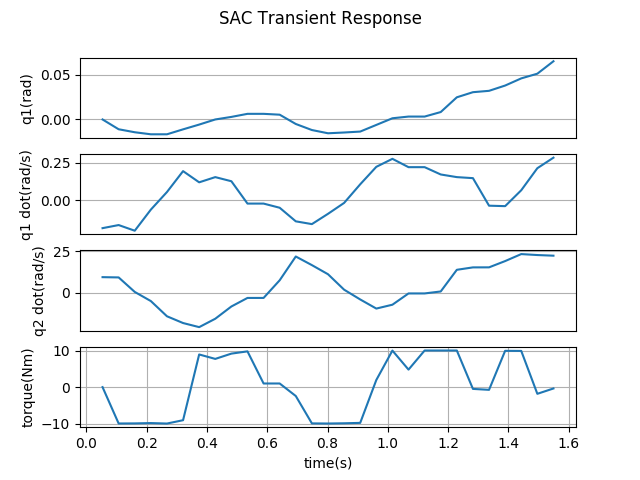 SAC Transient Response
q1(rad)
0.05
0.00
q1 dot(rad/s)
0.25
0.00
q2 dot(rad/s)
25
0
torque(Nm)
10
0
−10
0.0 0.2 0.4 0.6 0.8 1.0 1.2 1.4 1.6
time(s)